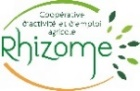 Coopérative
d'activité et d'emploi
agricole
Rhizome